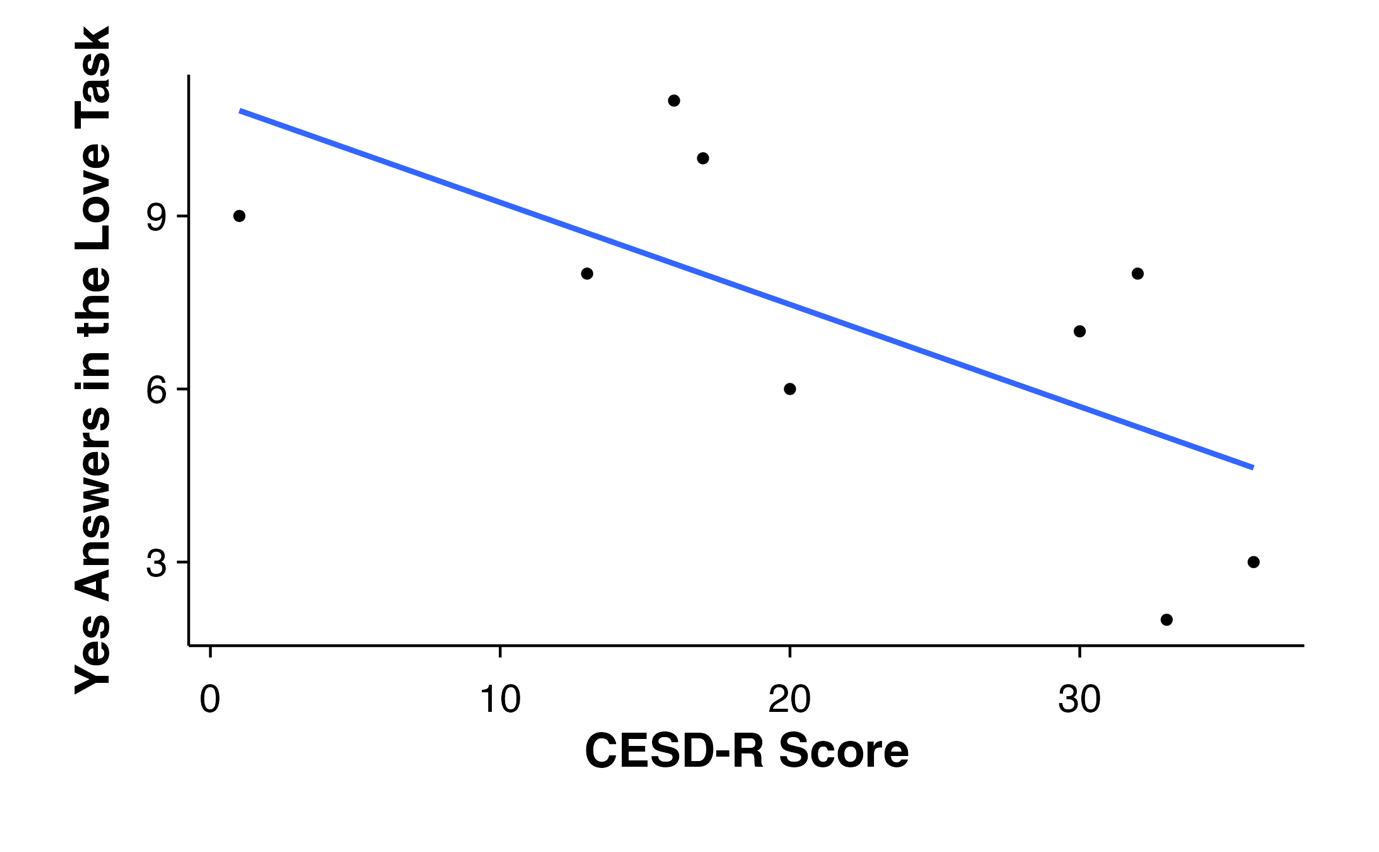 Yes Answers in the Love Task
9
6
3
0 10 20 30
CESD-R Score